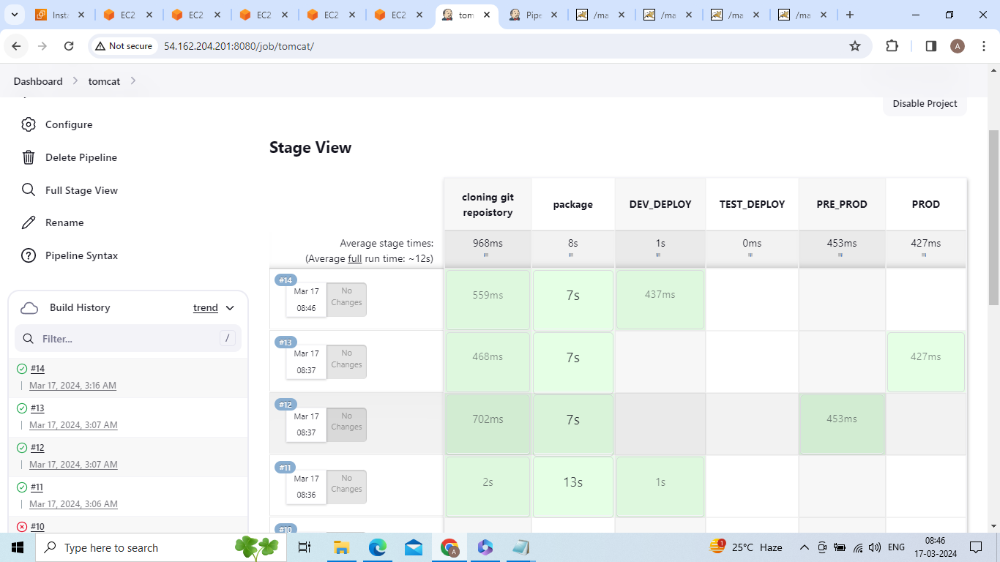 Insta
EC2
EC2
EC2
EC2
EC2
tom
Pipe
/ma
/ma
/ma
/ma
Not secure
54.162.204.201:8080/job/tomcat/
A
Dashboard
tomcat
Disable Project
Configure
Delete Pipeline
Full Stage View
Rename
Pipeline Syntax
Build History
trend
Filter...
/
#14
Mar 17, 2024, 3:16 AM
#13
Mar 17, 2024, 3:07 AM
#12
Mar 17, 2024, 3:07 AM
#11
Mar 17, 2024, 3:06 AM
#10
Stage View
cloning git
repoistory
package
DEV_DEPLOY
TEST_DEPLOY
PRE_PROD
PROD
Average stage times:
(Average full run time: ~12s)
968ms
8s
1s
0ms
453ms
427ms
#14
Mar 17
08:46
No
Changes
559ms
7s
437ms
#13
Mar 17
08:37
No
Changes
468ms
7s
427ms
#12
Mar 17
08:37
No
Changes
702ms
7s
453ms
#11
Mar 17
08:36
No
Changes
2s
13s
1s
#10
Type here to search
A
1
25°C Haze
ENG
08:46
17-03-2024